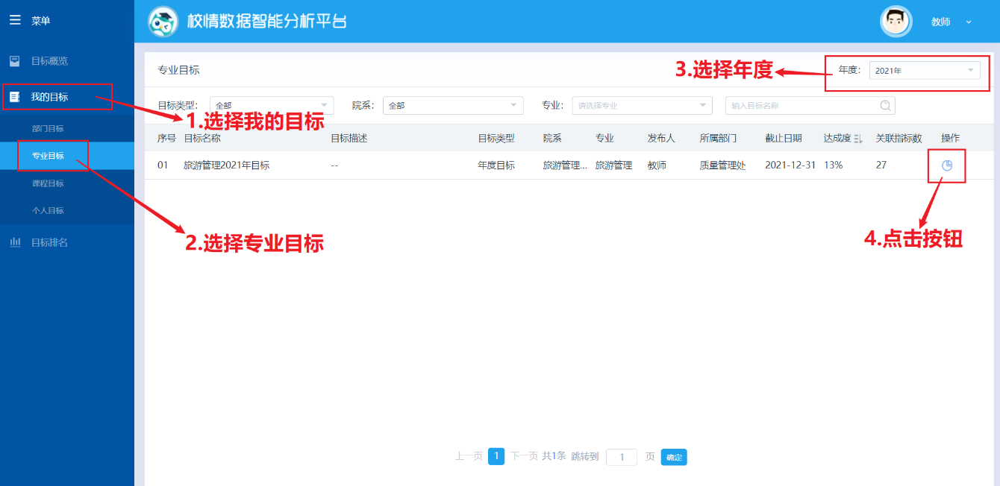 菜单
校情数据智能分析平台
教师
目标概览
我的目标
部门目标
专业目标
课程目标
个人目标
目标排名
专业目标
3.选择年度
年度: 2021年
目标类型: 全部 院系: 全部 专业: 请选择专业 输入目标名称
1.选择我的目标
序号 目标名称 目标描述 目标类型 院系 专业 发布人 所属部门 截止日期 达成度 关联指标数 操作
01 旅游管理2021年目标 -- 年度目标 旅游管理... 旅游管理 教师 质量管理处 2021-12-31 13% 27
2.选择专业目标
4.点击按钮
上一页 1 下一页 共1条 跳转到 1 页 确定